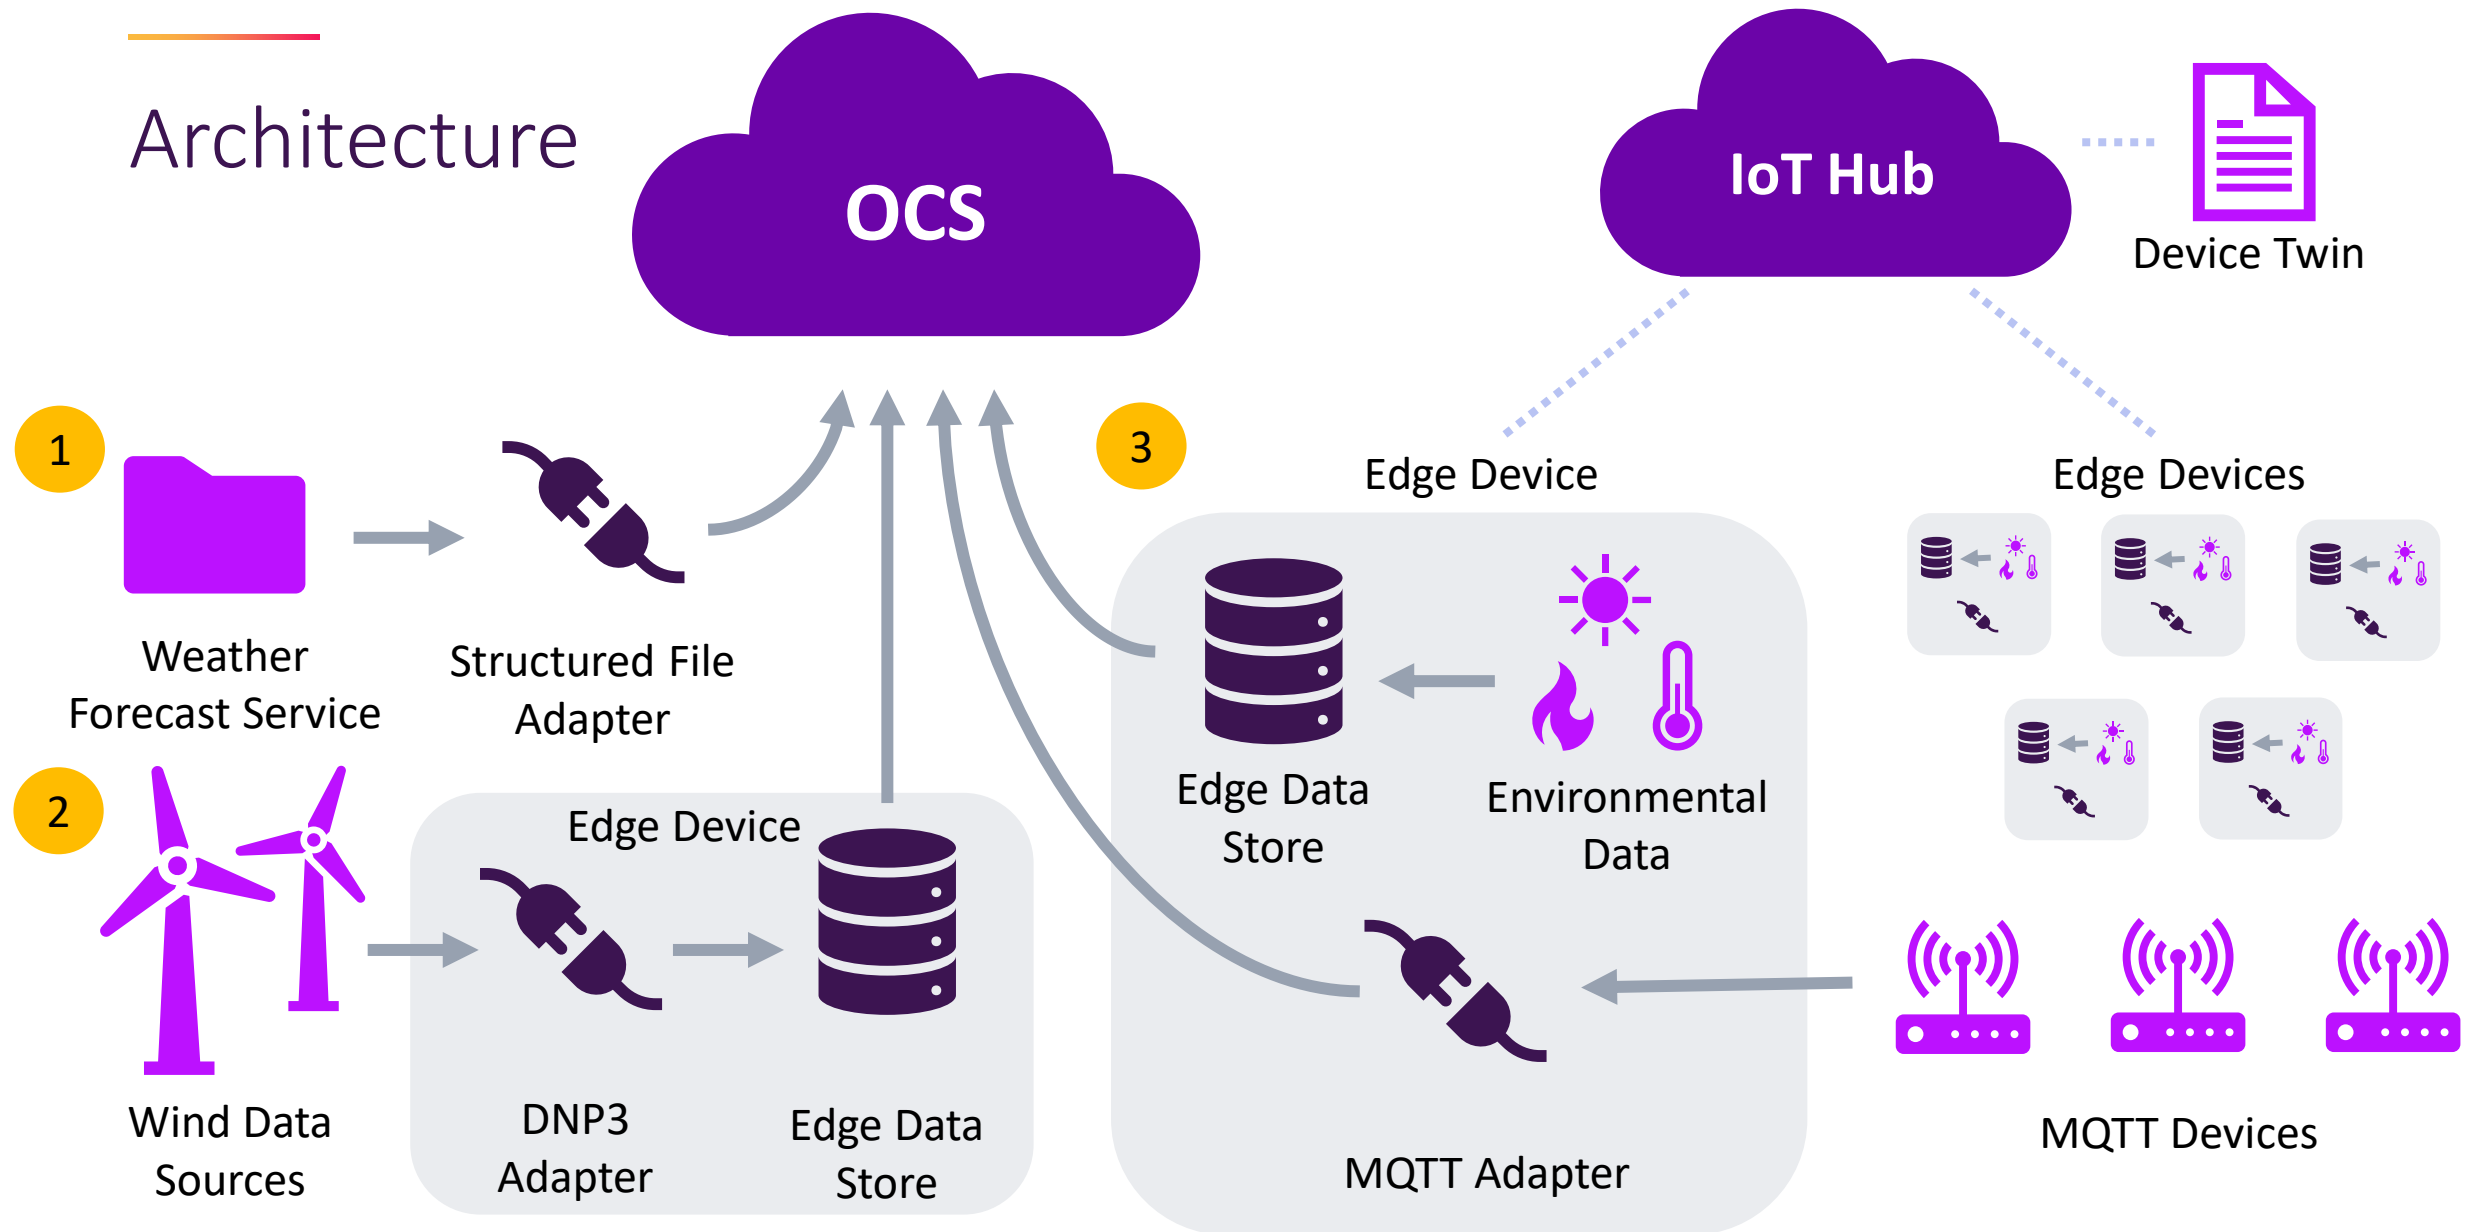 Architecture
OCS
IoT Hub
Device Twin
1
Weather
Forecast Service
Structured File
Adapter
2
Wind Data
Sources
Edge Device
DNP3
Adapter
Edge Data
Store
3
Edge Device
Edge Data
Store
Environmental
Data
MQTT Adapter
Edge Devices
MQTT Devices